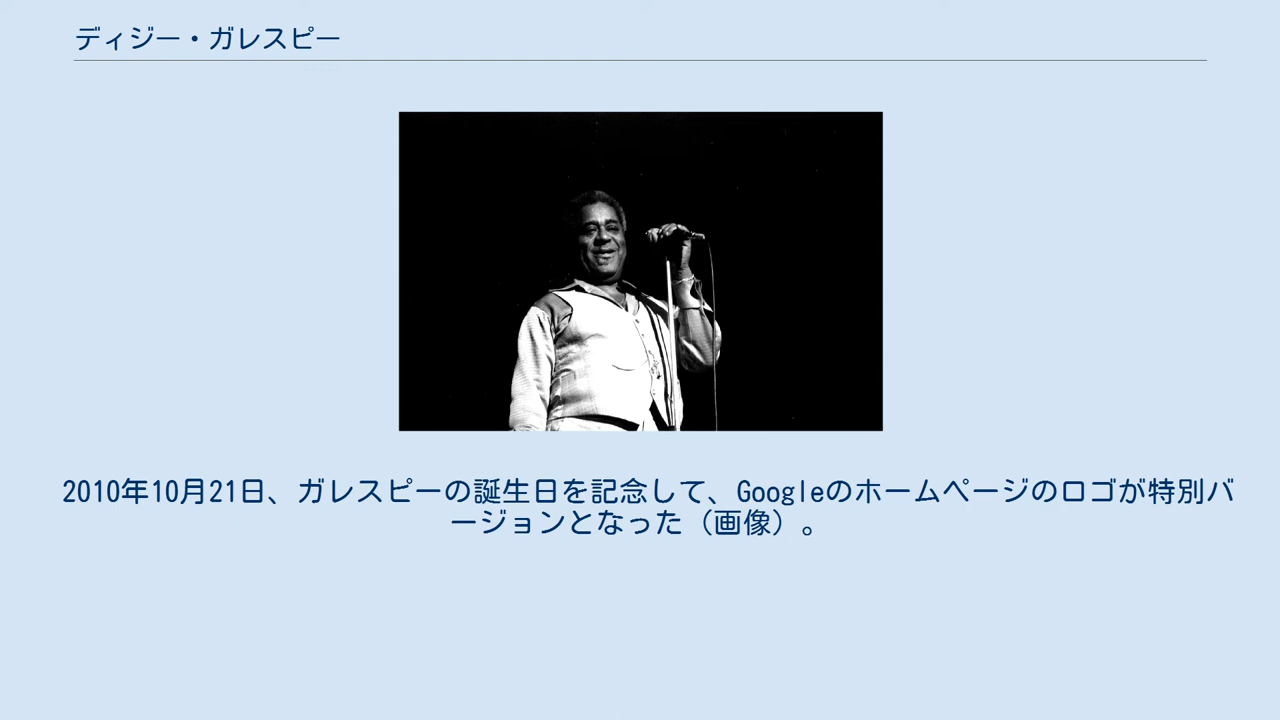 ディジー・ガレスピー
2010年10月21日、ガレスピーの誕生日を記念して、Googleのホームページのロゴが特別バ
ージョンとなった（画像）。